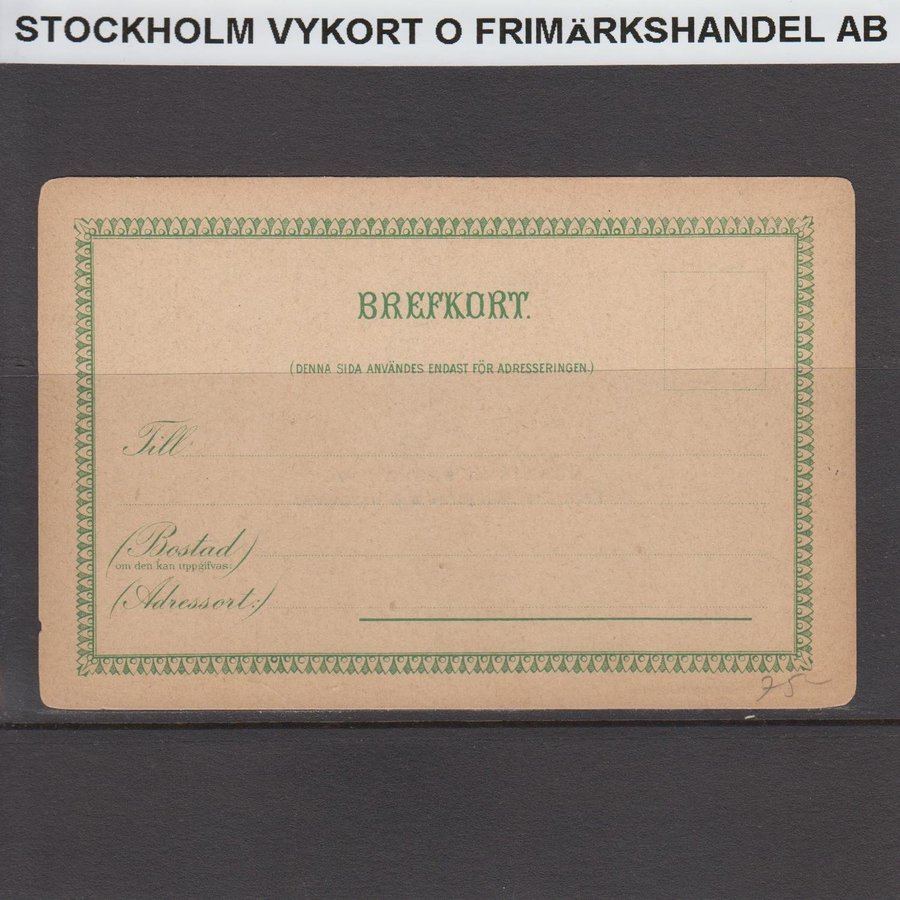 STOCKHOLM VYKORT O FRIMÄRKSHANDEL AB
BREFKORT.
(DENNA SIDA ANVÄNDES ENDAST FÖR ADRESSERINGEN.)
Till
(Bostad)
om den kan uppgifvas:
(Adressort:)
75-